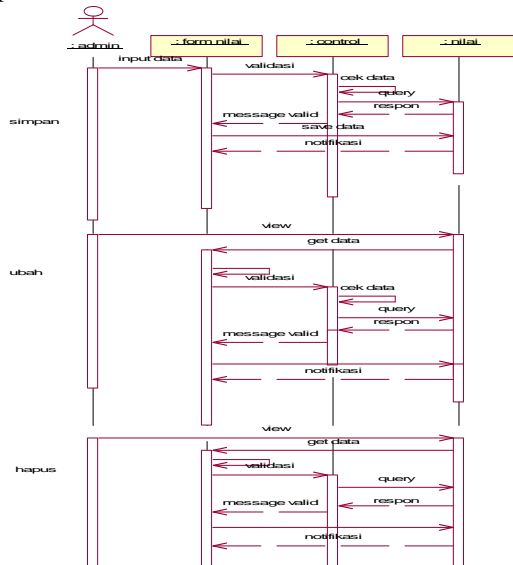 : admin
: form nilai
: control
: nilai
input data
validasi
cek data
query
respon
message valid
simpan
save data
notifikasi
view
get data
ubah
validasi
cek data
query
respon
message valid
notifikasi
view
get data
hapus
validasi
query
respon
message valid
notifikasi